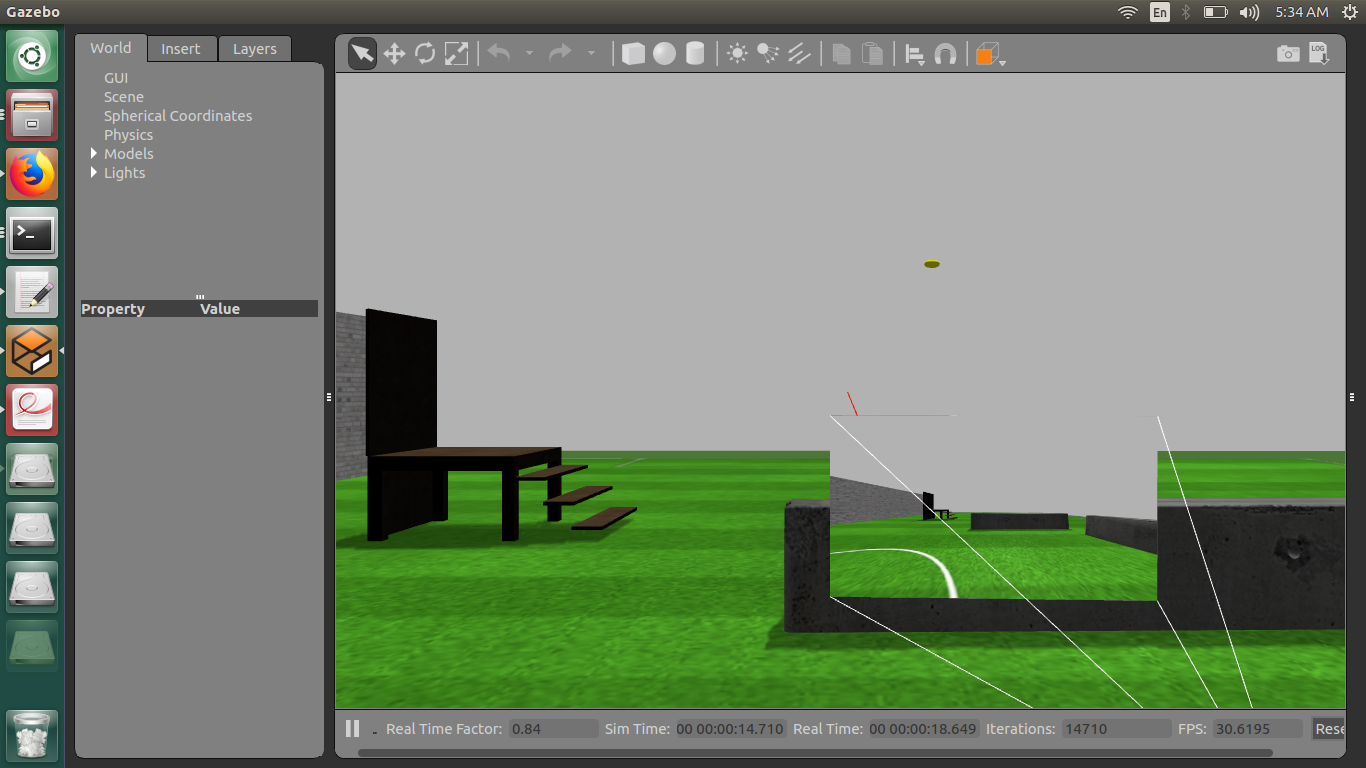 Gazebo
En
5:34 AM
World Insert Layers
LOG
GUI
Scene
Spherical Coordinates
Physics
Models
Lights
Property Value
Real Time Factor: 0.84 Sim Time: 00 00:00:14.710 Real Time: 00 00:00:18.649 Iterations: 14710 FPS: 30.6195 Rese